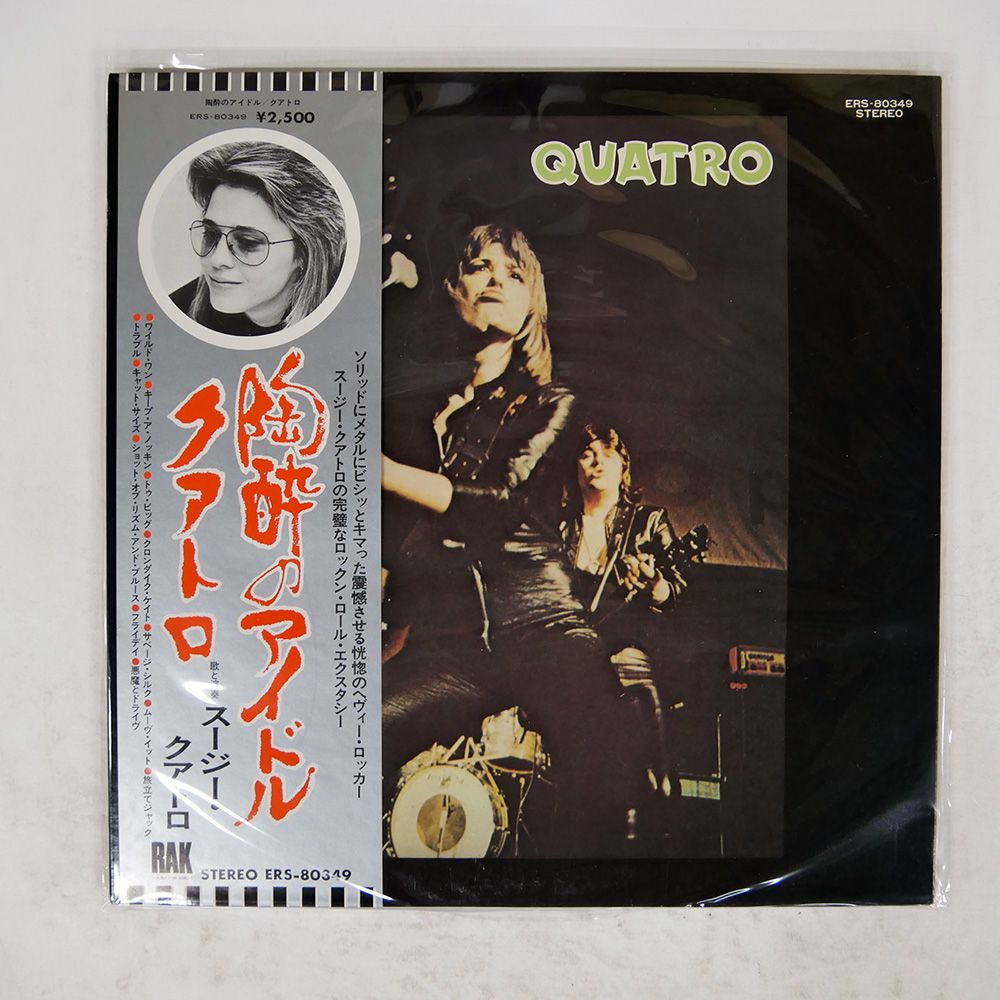 陶酔のアイドル/クアトロ
ERS-80349 ¥2,500
ERS-80349
STEREO
QUATRO
ソリッドにメタルにビシッとキマった震憾させる恍惚のヘヴィー・ロッカー
スージー・クアトロの完璧なロックン・ロール・エクスタシー
陶酔のアイドル
クアトロ
歌と演奏 スージー・
クアトロ
●ワイルド・ワン●キープ・ア・ノッキン●トゥ・ビッグ●クロンダイク・ケイト●サベージ・シルク●ムーヴ・イット●旅立てジャック
●トラブル●キャット・サイズ●ショット・オブ・リズム・アンド・ブルース●フライデイ●悪魔とドライヴ
RAK
STEREO ERS-80349